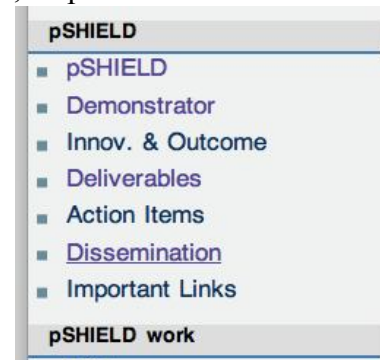 pSHIELD
pSHIELD
Demonstrator
Innov. & Outcome
Deliverables
Action Items
Dissemination
Important Links
pSHIELD work